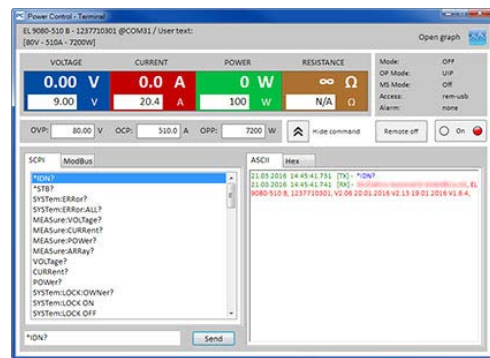 Power Control - Terminal
EL 9080-510 B - 1237710301 @COM31 / User text:
[80V - 510A - 7200W]
Open graph
VOLTAGE CURRENT POWER RESISTANCE
0.00 V 0.0 A 0 W ∞ Ω
9.00 V 20.4 A 100 W N/A Ω
Mode: OFF
OP Mode: UIP
MS Mode: Off
Access: rem-usb
Alarm: none
OVP: 80.00 V OCP: 510.0 A OPP: 7200 W Hide command Remote off On
SCPI ModBus
*IDN?
*STB?
SYSTem:ERRor?
SYSTem:ERRor:ALL?
MEASure:VOLTage?
MEASure:CURRent?
MEASure:POWer?
MEASure:ARRay?
VOLTage?
CURRent?
POWer?
SYSTem:LOCK:OWNer?
SYSTem:LOCK ON
SYSTem:LOCK OFF
*IDN? Send
ASCII Hex
21.03.2016 14:45:41.731 [TX] - *IDN?
21.03.2016 14:45:41.741 [RX] - EL
9080-510 B, 1237710301, V2.06 20.01.2016 V2.13 19.01.2016 V1.6.4,